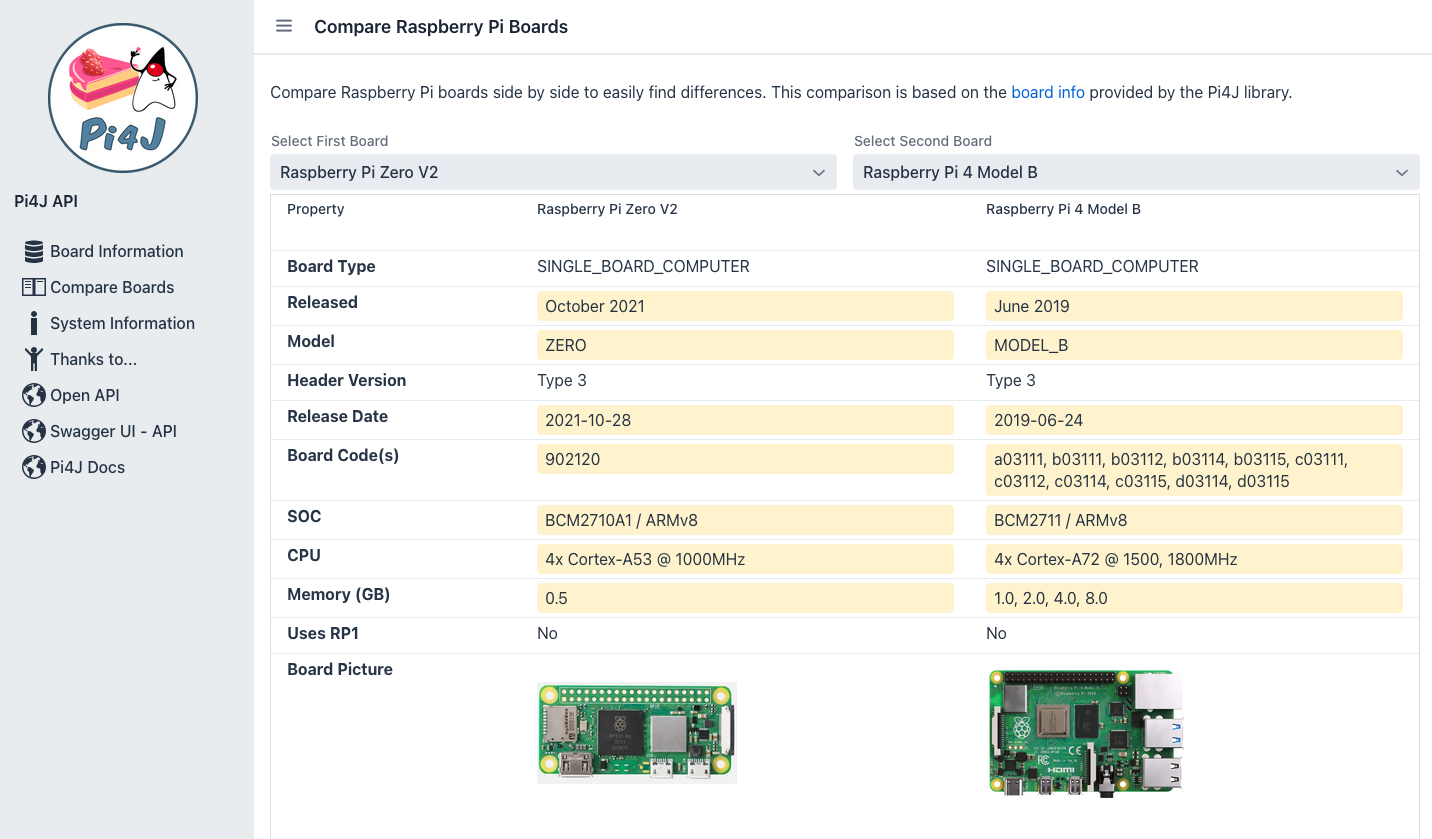 Pi4J
Pi4J API
Board Information
Compare Boards
System Information
Thanks to...
Open API
Swagger UI - API
Pi4J Docs
Compare Raspberry Pi Boards
Compare Raspberry Pi boards side by side to easily find differences. This comparison is based on the board info provided by the Pi4J library.
Select First Board
Select Second Board
Raspberry Pi Zero V2
Raspberry Pi 4 Model B
Property Raspberry Pi Zero V2 Raspberry Pi 4 Model B
Board Type SINGLE_BOARD_COMPUTER SINGLE_BOARD_COMPUTER
Released October 2021 June 2019
Model ZERO MODEL_B
Header Version Type 3 Type 3
Release Date 2021-10-28 2019-06-24
Board Code(s) 902120 a03111, b03111, b03112, b03114, b03115, c03111,
c03112, c03114, c03115, d03114, d03115
SOC BCM2710A1 / ARMv8 BCM2711 / ARMv8
CPU 4x Cortex-A53 @ 1000MHz 4x Cortex-A72 @ 1500, 1800MHz
Memory (GB) 0.5 1.0, 2.0, 4.0, 8.0
Uses RP1 No No
Board Picture
Raspberry Pi 4 Model B
HDMI